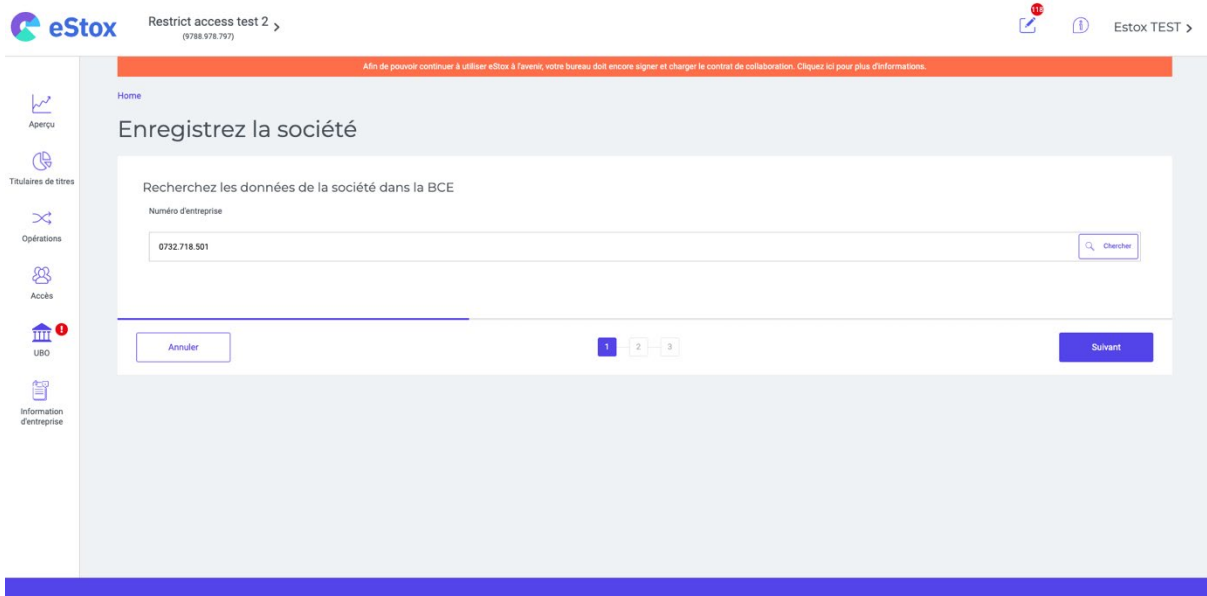 eStox
Restrict access test 2
(9788.978.797)
118
Estox TEST
Afin de pouvoir continuer à utiliser eStox à l'avenir, votre bureau doit encore signer et charger le contrat de collaboration. Cliquez ici pour plus d'informations.
Home
Enregistrez la société
Aperçu
Titulaires de titres
Opérations
Accès
UBO
Information
d'entreprise
Recherchez les données de la société dans la BCE
Numéro d'entreprise
0732.718.501
Chercher
Annuler
1
2
3
Suivant